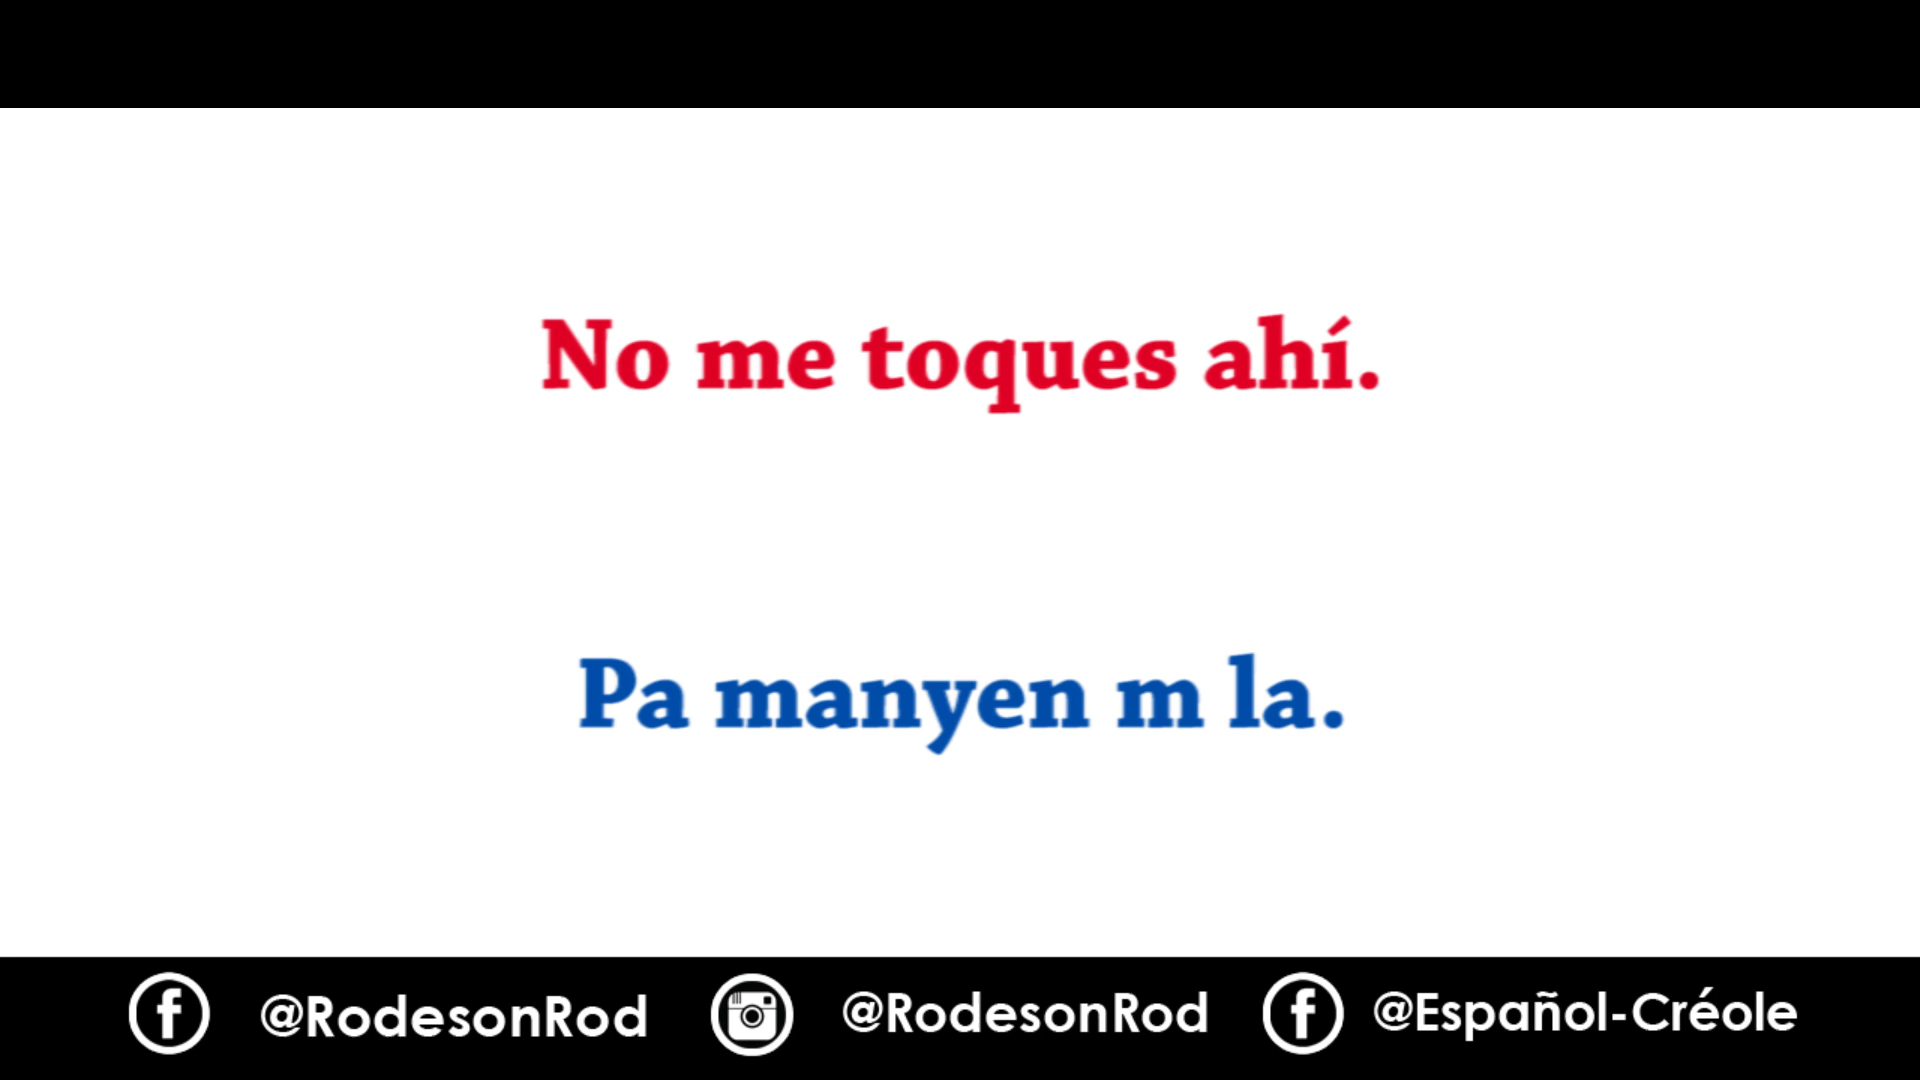 No me toques ahí.
Pa manyen m la.
@RodesonRod @RodesonRod @Español-Créole